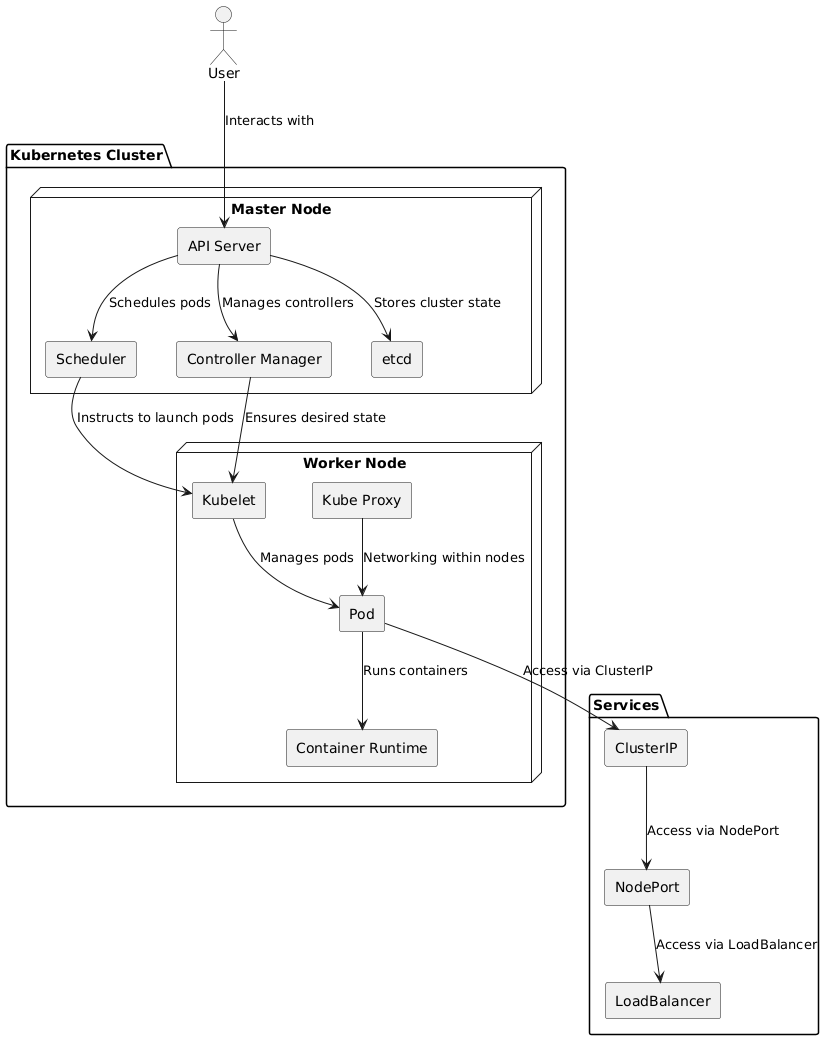 User
Interacts with
Kubernetes Cluster
Master Node
API Server
Schedules pods
Manages controllers
Stores cluster state
Scheduler
Controller Manager
etcd
Instructs to launch pods
Ensures desired state
Worker Node
Kubelet
Kube Proxy
Manages pods
Networking within nodes
Pod
Runs containers
Access via ClusterIP
Services
Container Runtime
ClusterIP
Access via NodePort
NodePort
Access via LoadBalancer
LoadBalancer